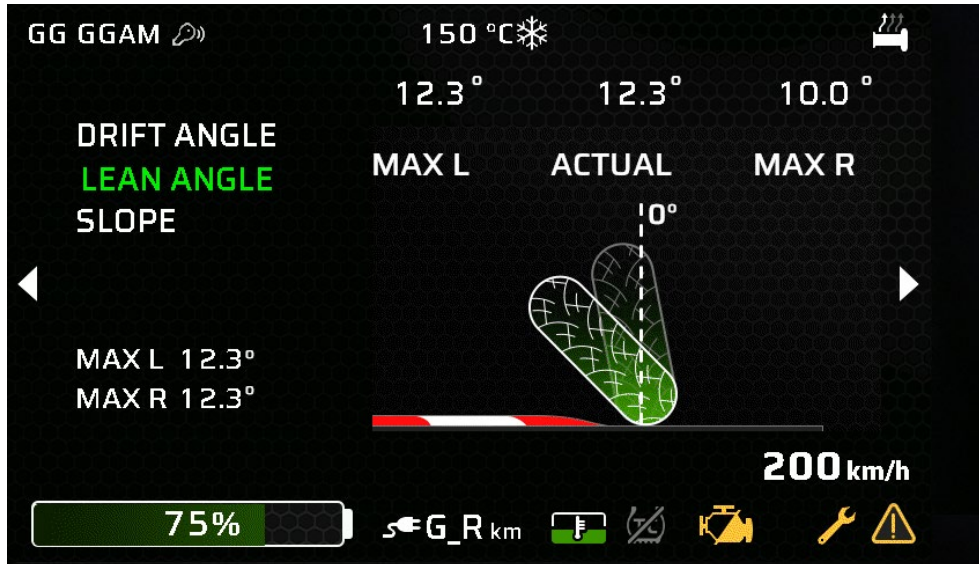 GG GGAM
150 °C
12.3° 12.3° 10.0 °
DRIFT ANGLE
LEAN ANGLE
SLOPE
MAX L ACTUAL MAX R
0°
MAX L 12.3°
MAX R 12.3°
200 km/h
75%
G_R km
TC